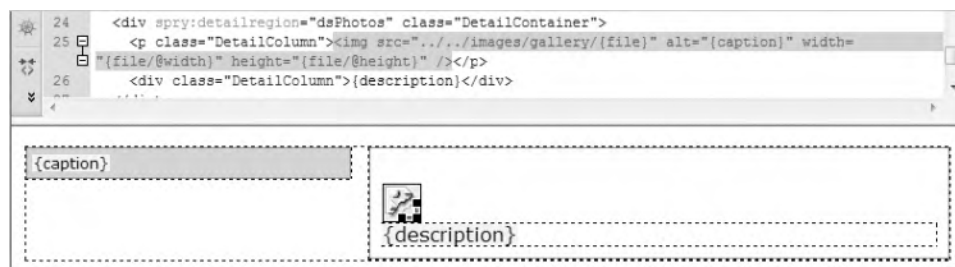 24 <div spry:detailregion="dsPhotos" class="DetailContainer">
25 <p class="DetailColumn"><img src="../../images/gallery/{file}" alt="{caption}" width=
"{file/@width}" height="{file/@height}" /></p>
26 <div class="DetailColumn">{description}</div>
{caption}
{description}